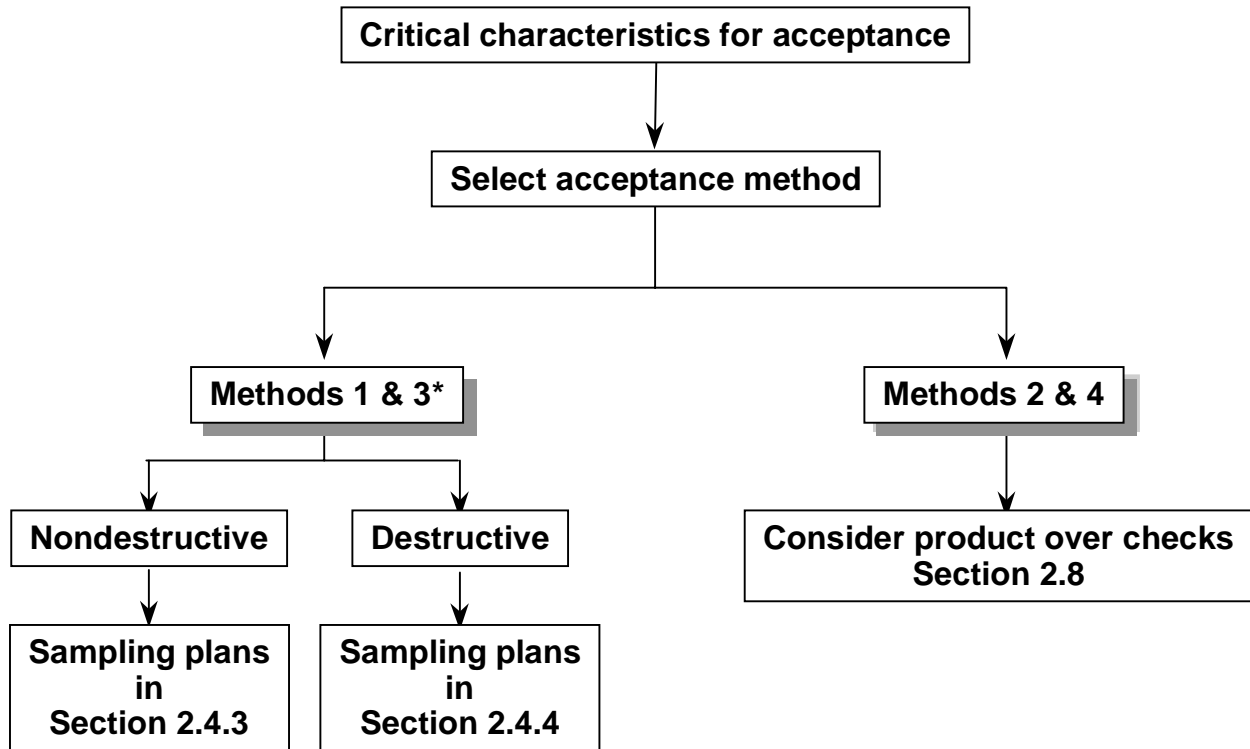 Critical characteristics for acceptance
Select acceptance method
Methods 1 & 3*
Methods 2 & 4
Nondestructive
Destructive
Consider product over checks
Section 2.8
Sampling plans
in
Section 2.4.3
Sampling plans
in
Section 2.4.4